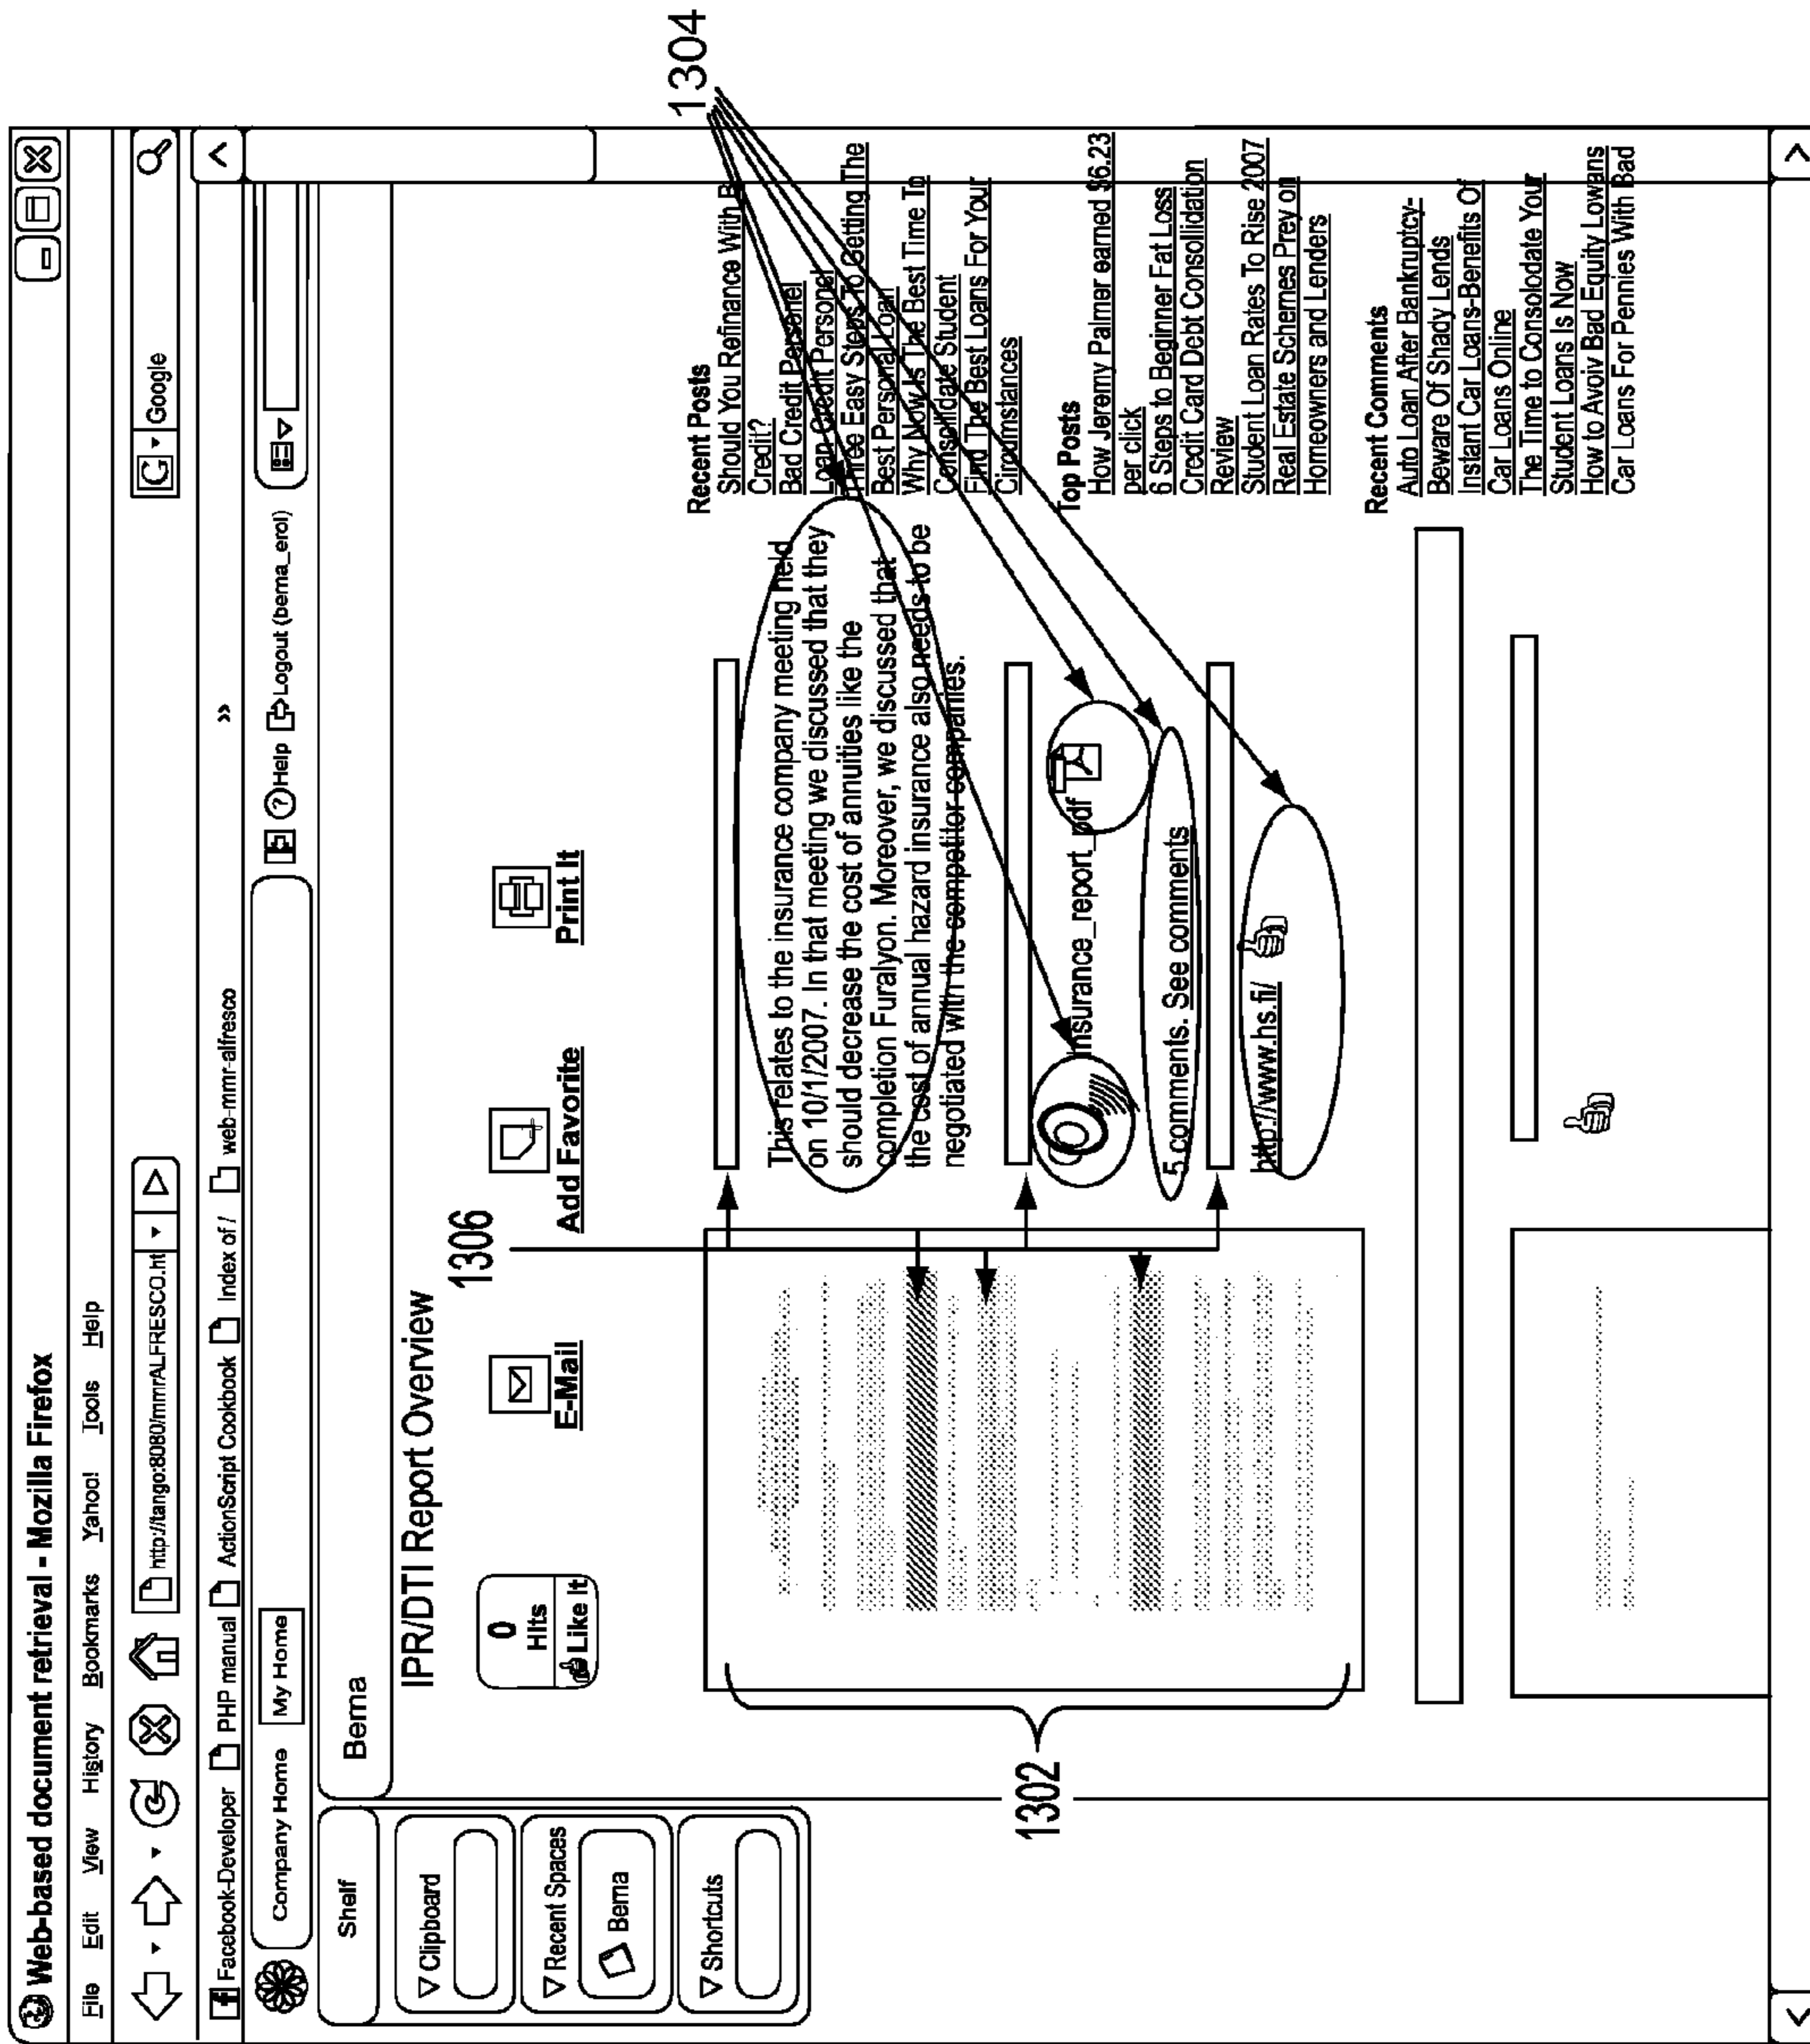 Web-based document retrieval - Mozilla Firefox
File Edit View History Bookmarks Yahoo! Tools Help
http://tango:8080/mmrALFRESCO.ht
G Google
Facebook-Developer PHP manual ActionScript Cookbook Index of / web-mmr-alfresco »
Company Home My Home
? Help Logout (berna_erol)
Shelf
Clipboard
Recent Spaces
Berna
Shortcuts
Berna
IPR/DTI Report Overview
0
Hits
Like It
E-Mail
Add Favorite
Print It
1306
1302
1304
This relates to the insurance company meeting held
on 10/1/2007. In that meeting we discussed that they
should decrease the cost of annuities like the
completion Furalyon. Moreover, we discussed that
the cost of annual hazard insurance also needs to be
negotiated with the competitor companies.
insurance_report_pdf
5 comments. See comments
http://www.hs.fi/
Recent Posts
Should You Refinance With B
Credit?
Bad Credit Personel
Loan Credit Personel
Three Easy Steps To Getting The
Best Personal Loan
Why Now Is The Best Time To
Consolidate Student
Find The Best Loans For Your
Circumstances
Top Posts
How Jeremy Palmer earned $6.23
per click
6 Steps to Beginner Fat Loss
Credit Card Debt Consollidation
Review
Student Loan Rates To Rise 2007
Real Estate Schemes Prey on
Homeowners and Lenders
Recent Comments
Auto Loan After Bankruptcy-
Beware Of Shady Lends
Instant Car Loans-Benefits Of
Car Loans Online
The Time to Consolodate Your
Student Loans Is Now
How to Avoiv Bad Equity Lowans
Car Loans For Pennies With Bad